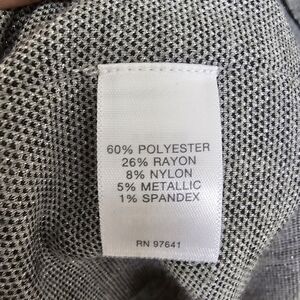 60% POLYESTER
26% RAYON
8% NYLON
5% METALLIC
1% SPANDEX
RN 97641